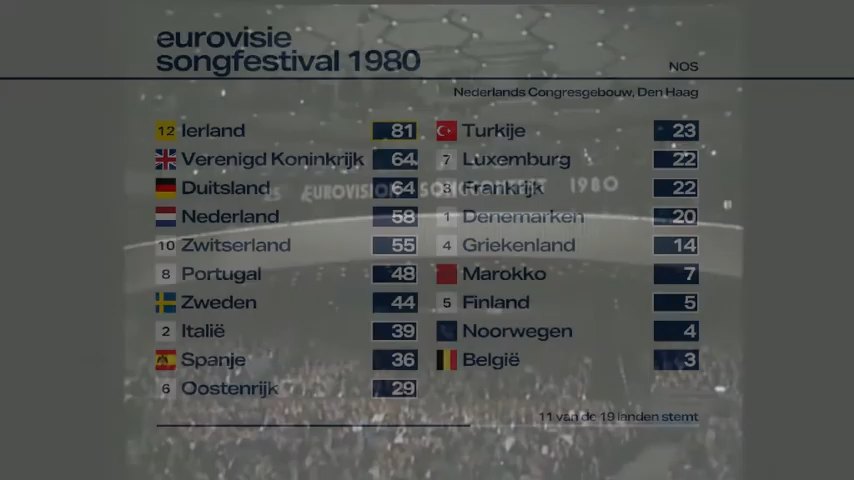 eurovisie
songfestival 1980
NOS
Nederlands Congresgebouw, Den Haag
12 Ierland 81
Verenigd Koninkrijk 64
Duitsland 64
Nederland 58
10 Zwitserland 55
8 Portugal 48
Zweden 44
2 Italië 39
Spanje 36
6 Oostenrijk 29
Turkije 23
7 Luxemburg 22
3 Frankrijk 22
1 Denemarken 20
4 Griekenland 14
Marokko 7
5 Finland 5
Noorwegen 4
België 3
11 van de 19 landen stemt
EUROVISION SONGCONTEST 1980